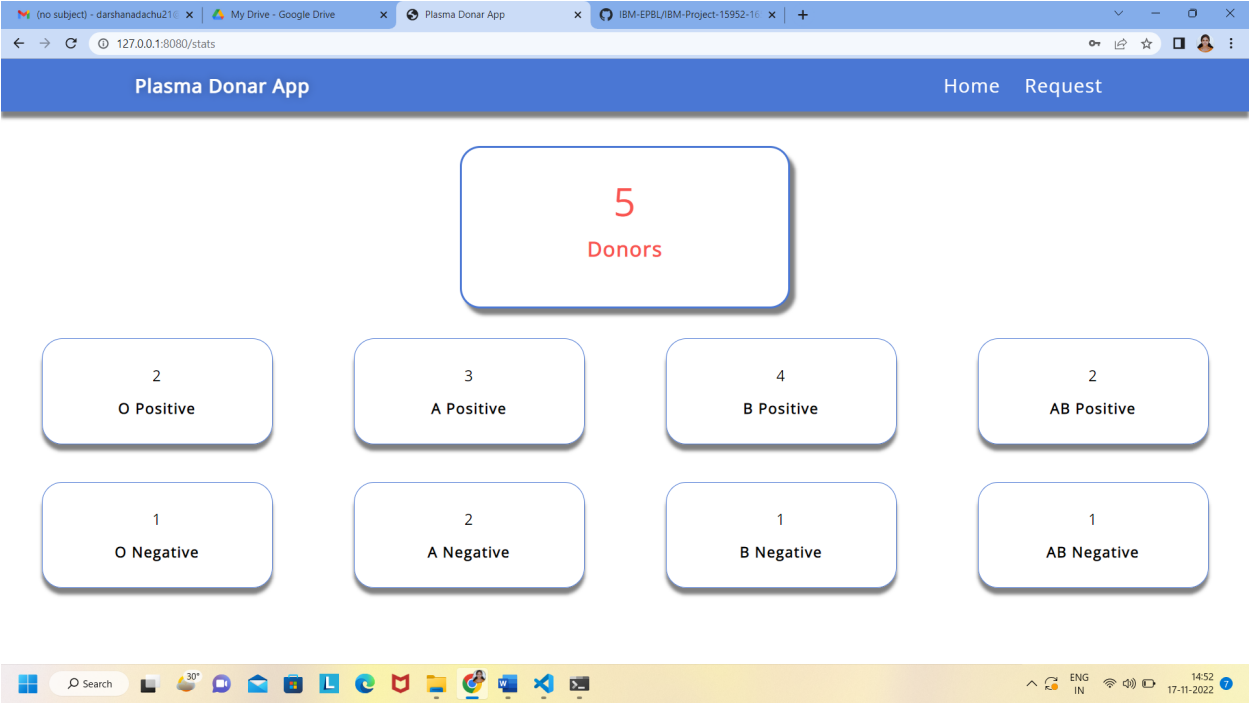 (no subject) - darshanadachu21@
My Drive - Google Drive
Plasma Donar App
IBM-EPBL/IBM-Project-15952-16
127.0.0.1:8080/stats
Plasma Donar App
Home
Request
5
Donors
2
O Positive
3
A Positive
4
B Positive
2
AB Positive
1
O Negative
2
A Negative
1
B Negative
1
AB Negative
Search
30°
L
W
ENG
IN
14:52
17-11-2022
7